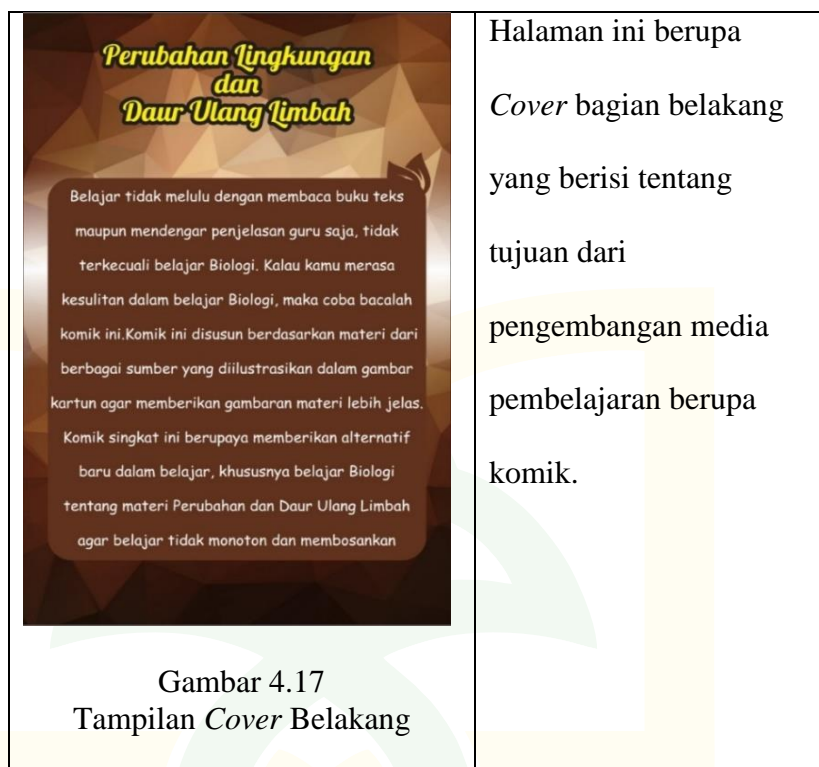 Perubahan Lingkungan
dan
Daur Ulang Limbah
Belajar tidak melulu dengan membaca buku teks
maupun mendengar penjelasan guru saja, tidak
terkecuali belajar Biologi. Kalau kamu merasa
kesulitan dalam belajar Biologi, maka coba bacalah
komik ini.Komik ini disusun berdasarkan materi dari
berbagai sumber yang diilustrasikan dalam gambar
kartun agar memberikan gambaran materi lebih jelas.
Komik singkat ini berupaya memberikan alternatif
baru dalam belajar, khususnya belajar Biologi
tentang materi Perubahan dan Daur Ulang Limbah
agar belajar tidak monoton dan membosankan
Gambar 4.17
Tampilan Cover Belakang
Halaman ini berupa
Cover bagian belakang
yang berisi tentang
tujuan dari
pengembangan media
pembelajaran berupa
komik.